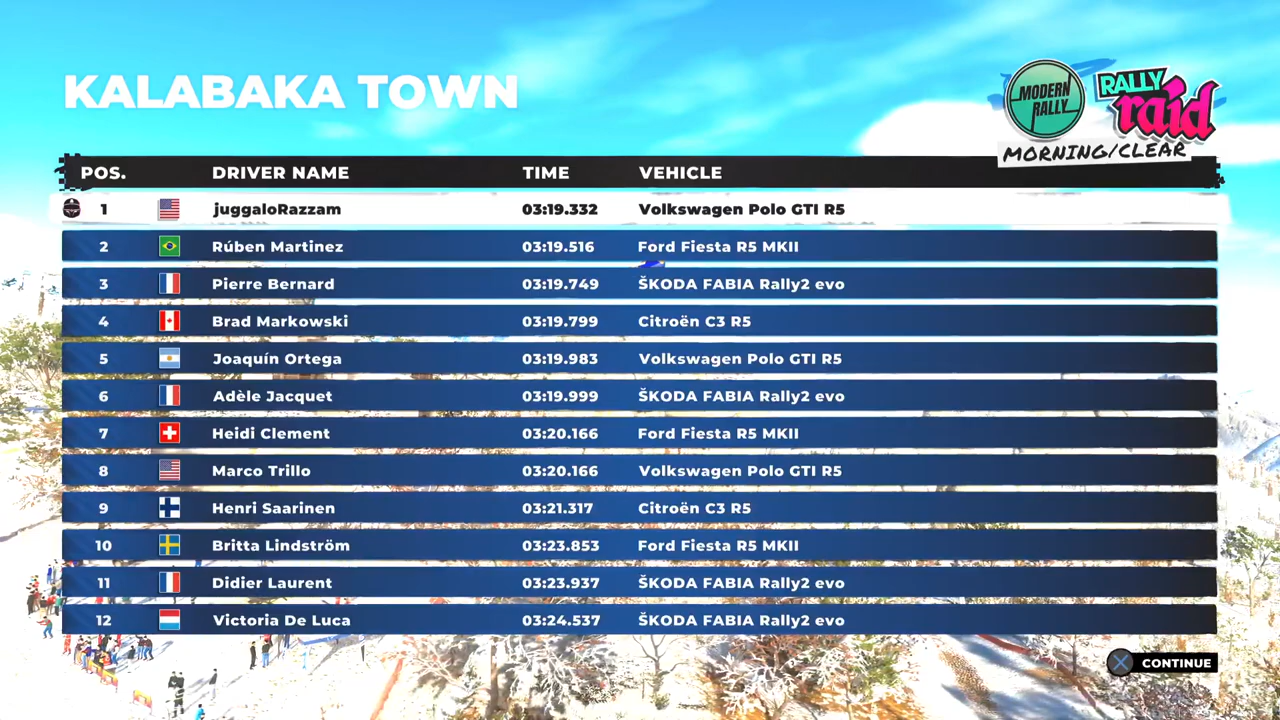 KALABAKA TOWN
MODERN RALLY
RALLY raid
MORNING/CLEAR
POS. DRIVER NAME TIME VEHICLE
1 juggaloRazzam 03:19.332 Volkswagen Polo GTI R5
2 Rúben Martinez 03:19.516 Ford Fiesta R5 MKII
3 Pierre Bernard 03:19.749 ŠKODA FABIA Rally2 evo
4 Brad Markowski 03:19.799 Citroën C3 R5
5 Joaquín Ortega 03:19.983 Volkswagen Polo GTI R5
6 Adèle Jacquet 03:19.999 ŠKODA FABIA Rally2 evo
7 Heidi Clement 03:20.166 Ford Fiesta R5 MKII
8 Marco Trillo 03:20.166 Volkswagen Polo GTI R5
9 Henri Saarinen 03:21.317 Citroën C3 R5
10 Britta Lindström 03:23.853 Ford Fiesta R5 MKII
11 Didier Laurent 03:23.937 ŠKODA FABIA Rally2 evo
12 Victoria De Luca 03:24.537 ŠKODA FABIA Rally2 evo
CONTINUE